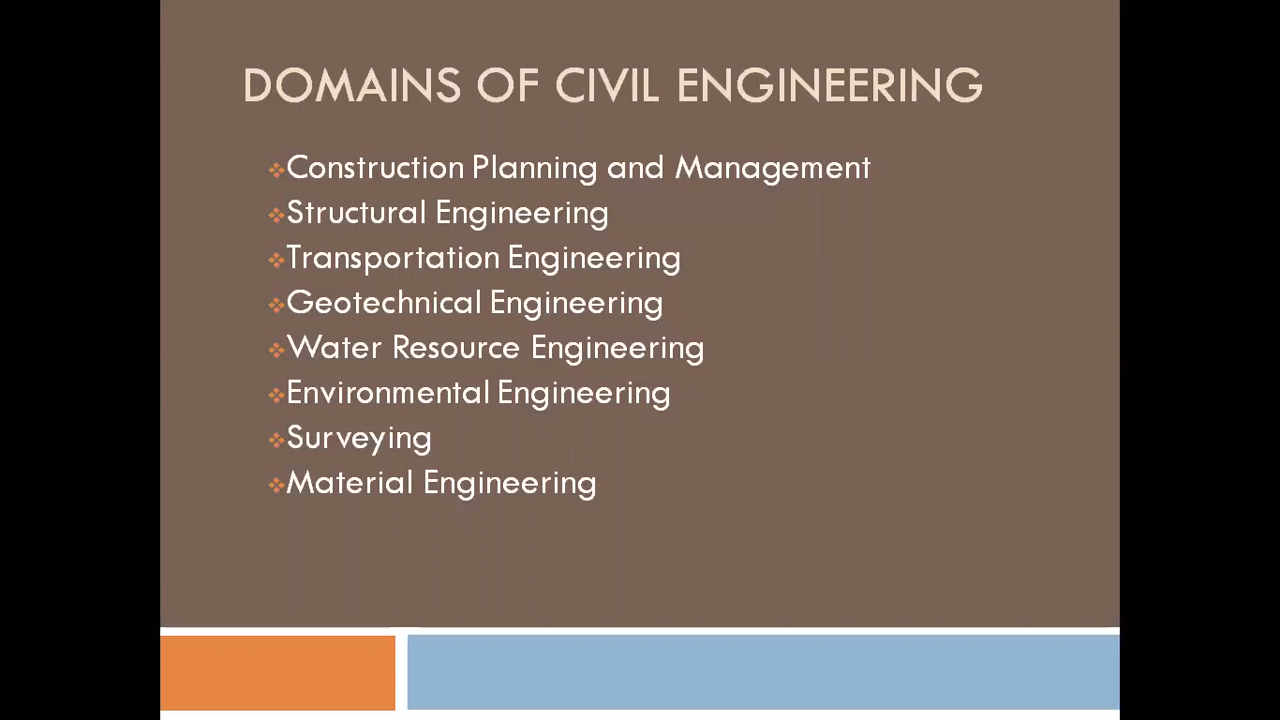 DOMAINS OF CIVIL ENGINEERING
Construction Planning and Management
Structural Engineering
Transportation Engineering
Geotechnical Engineering
Water Resource Engineering
Environmental Engineering
Surveying
Material Engineering